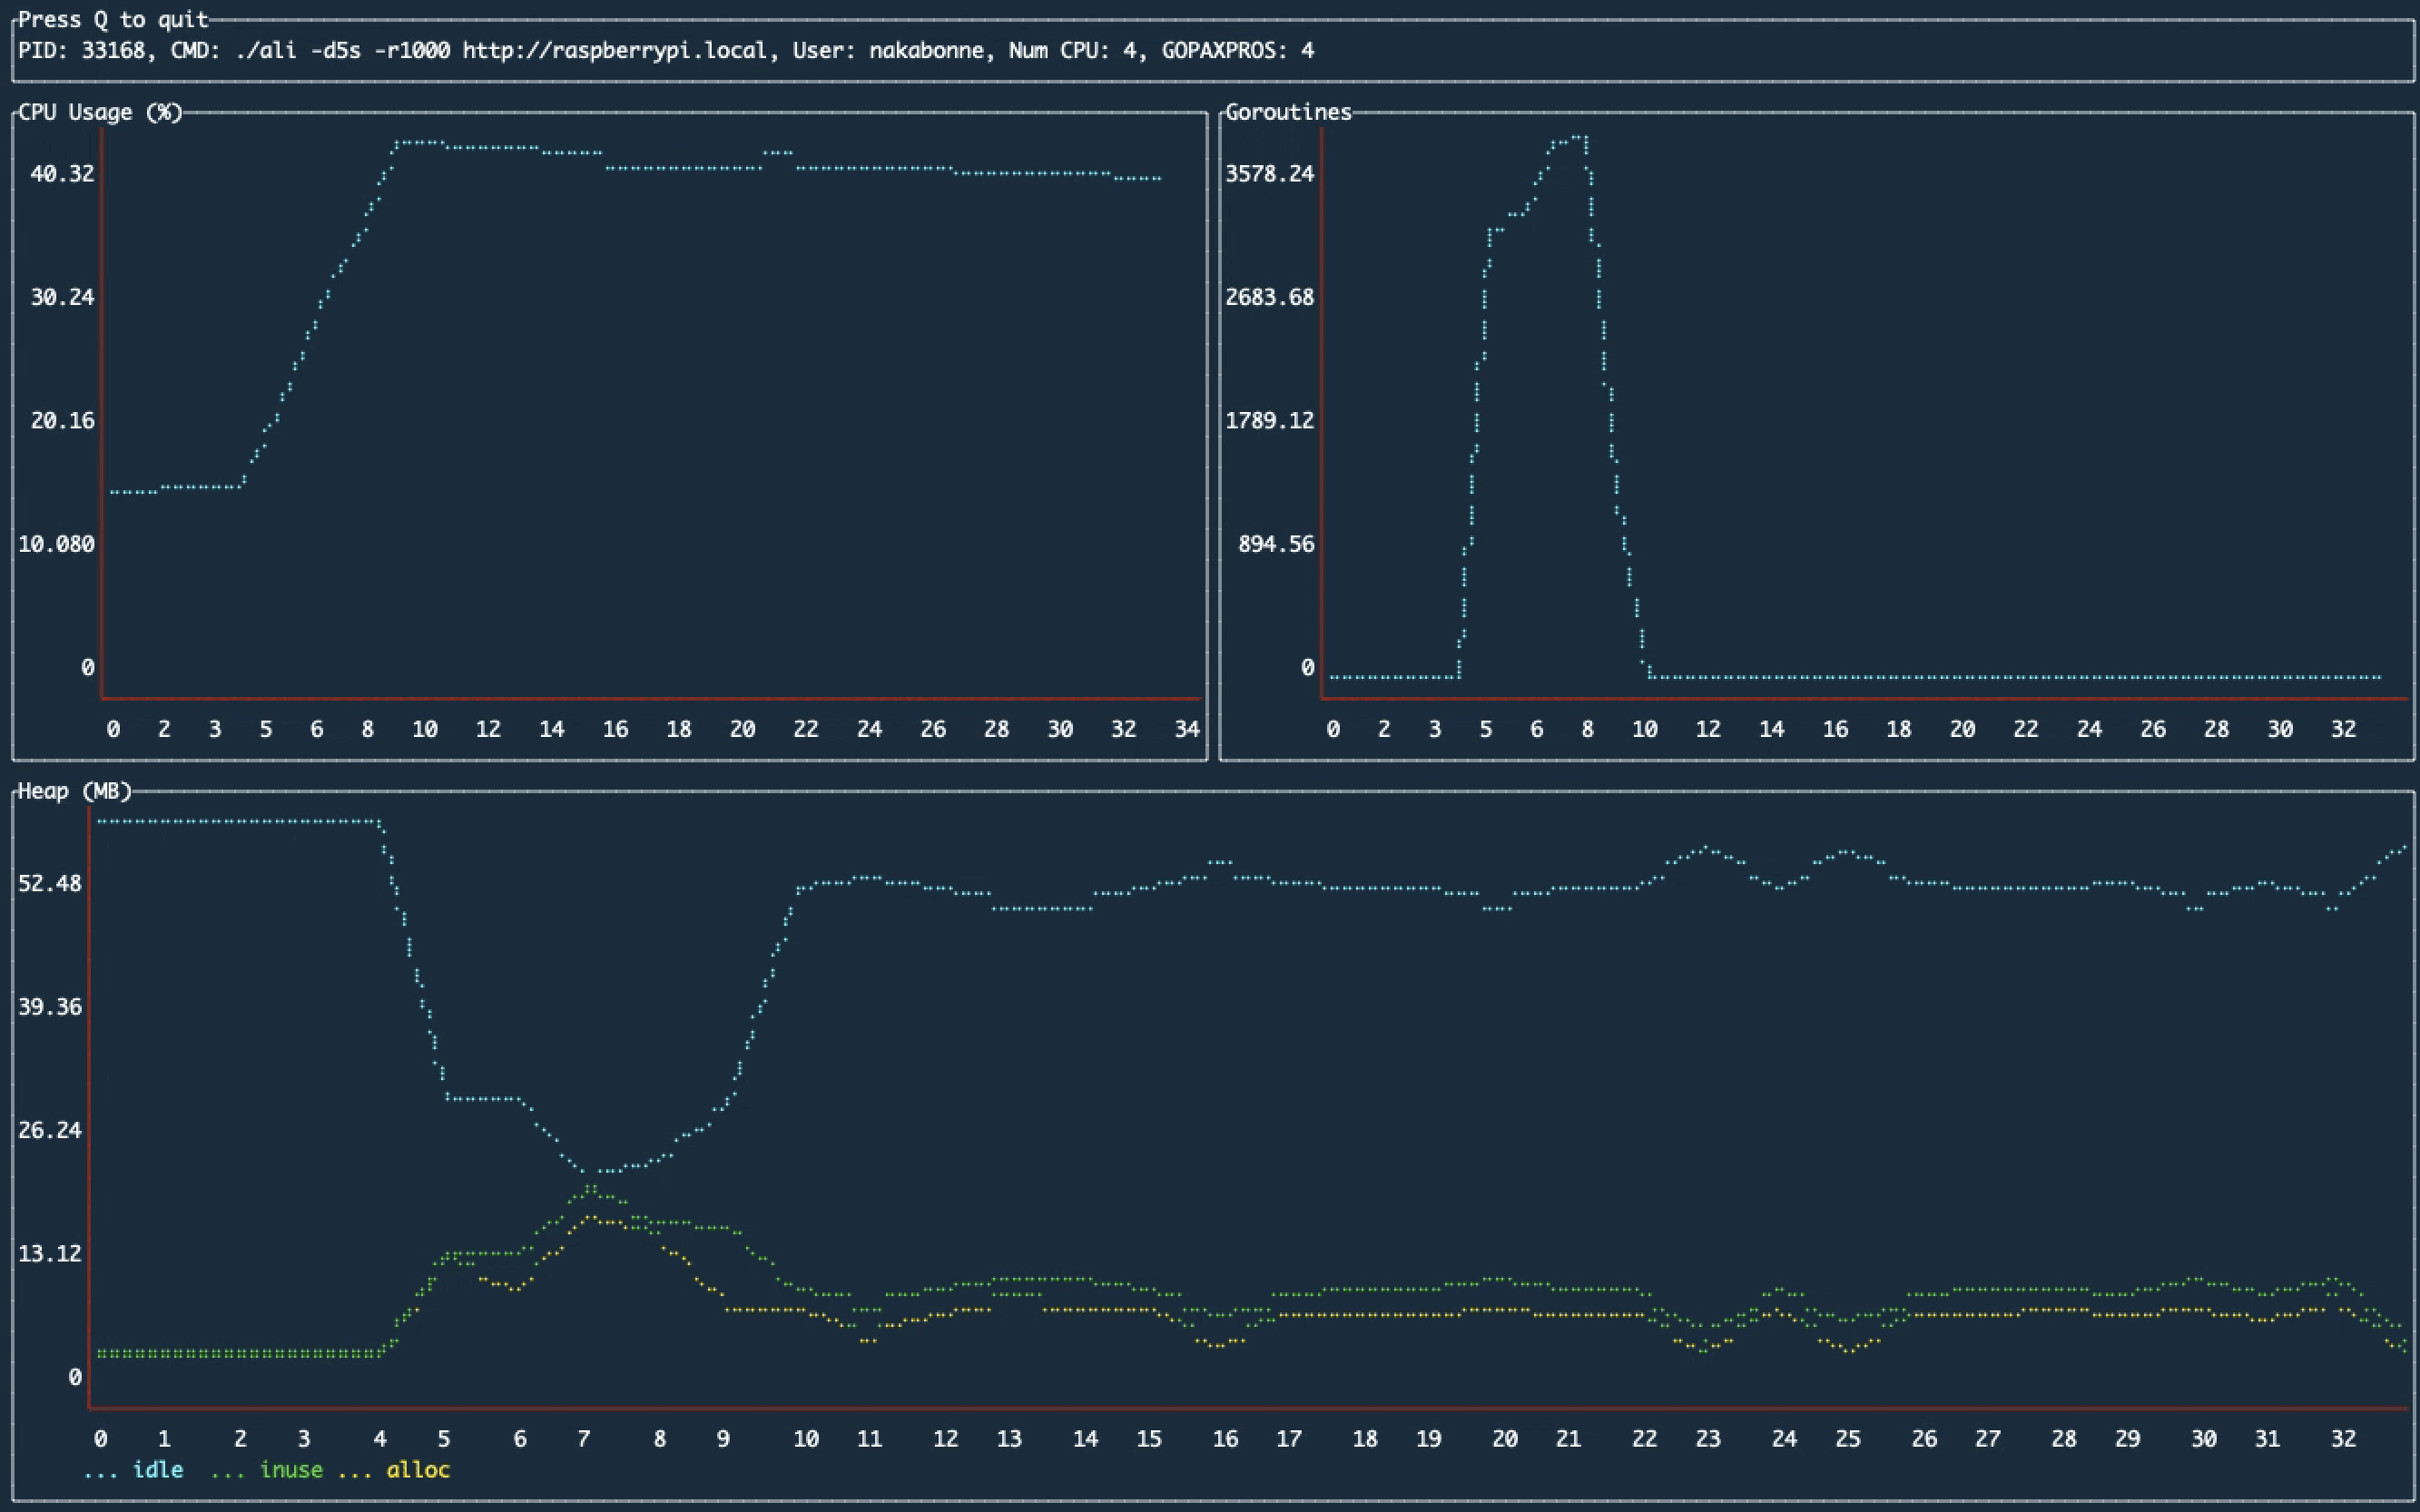 Press Q to quit
PID: 33168, CMD: ./ali -d5s -r1000 http://raspberrypi.local, User: nakabonne, Num CPU: 4, GOPAXPROS: 4
CPU Usage (%)
40.32
30.24
20.16
10.080
0
0 2 3 5 6 8 10 12 14 16 18 20 22 24 26 28 30 32 34
Goroutines
3578.24
2683.68
1789.12
894.56
0
0 2 3 5 6 8 10 12 14 16 18 20 22 24 26 28 30 32
Heap (MB)
52.48
39.36
26.24
13.12
0
0 1 2 3 4 5 6 7 8 9 10 11 12 13 14 15 16 17 18 19 20 21 22 23 24 25 26 27 28 29 30 31 32
... idle ... inuse ... alloc